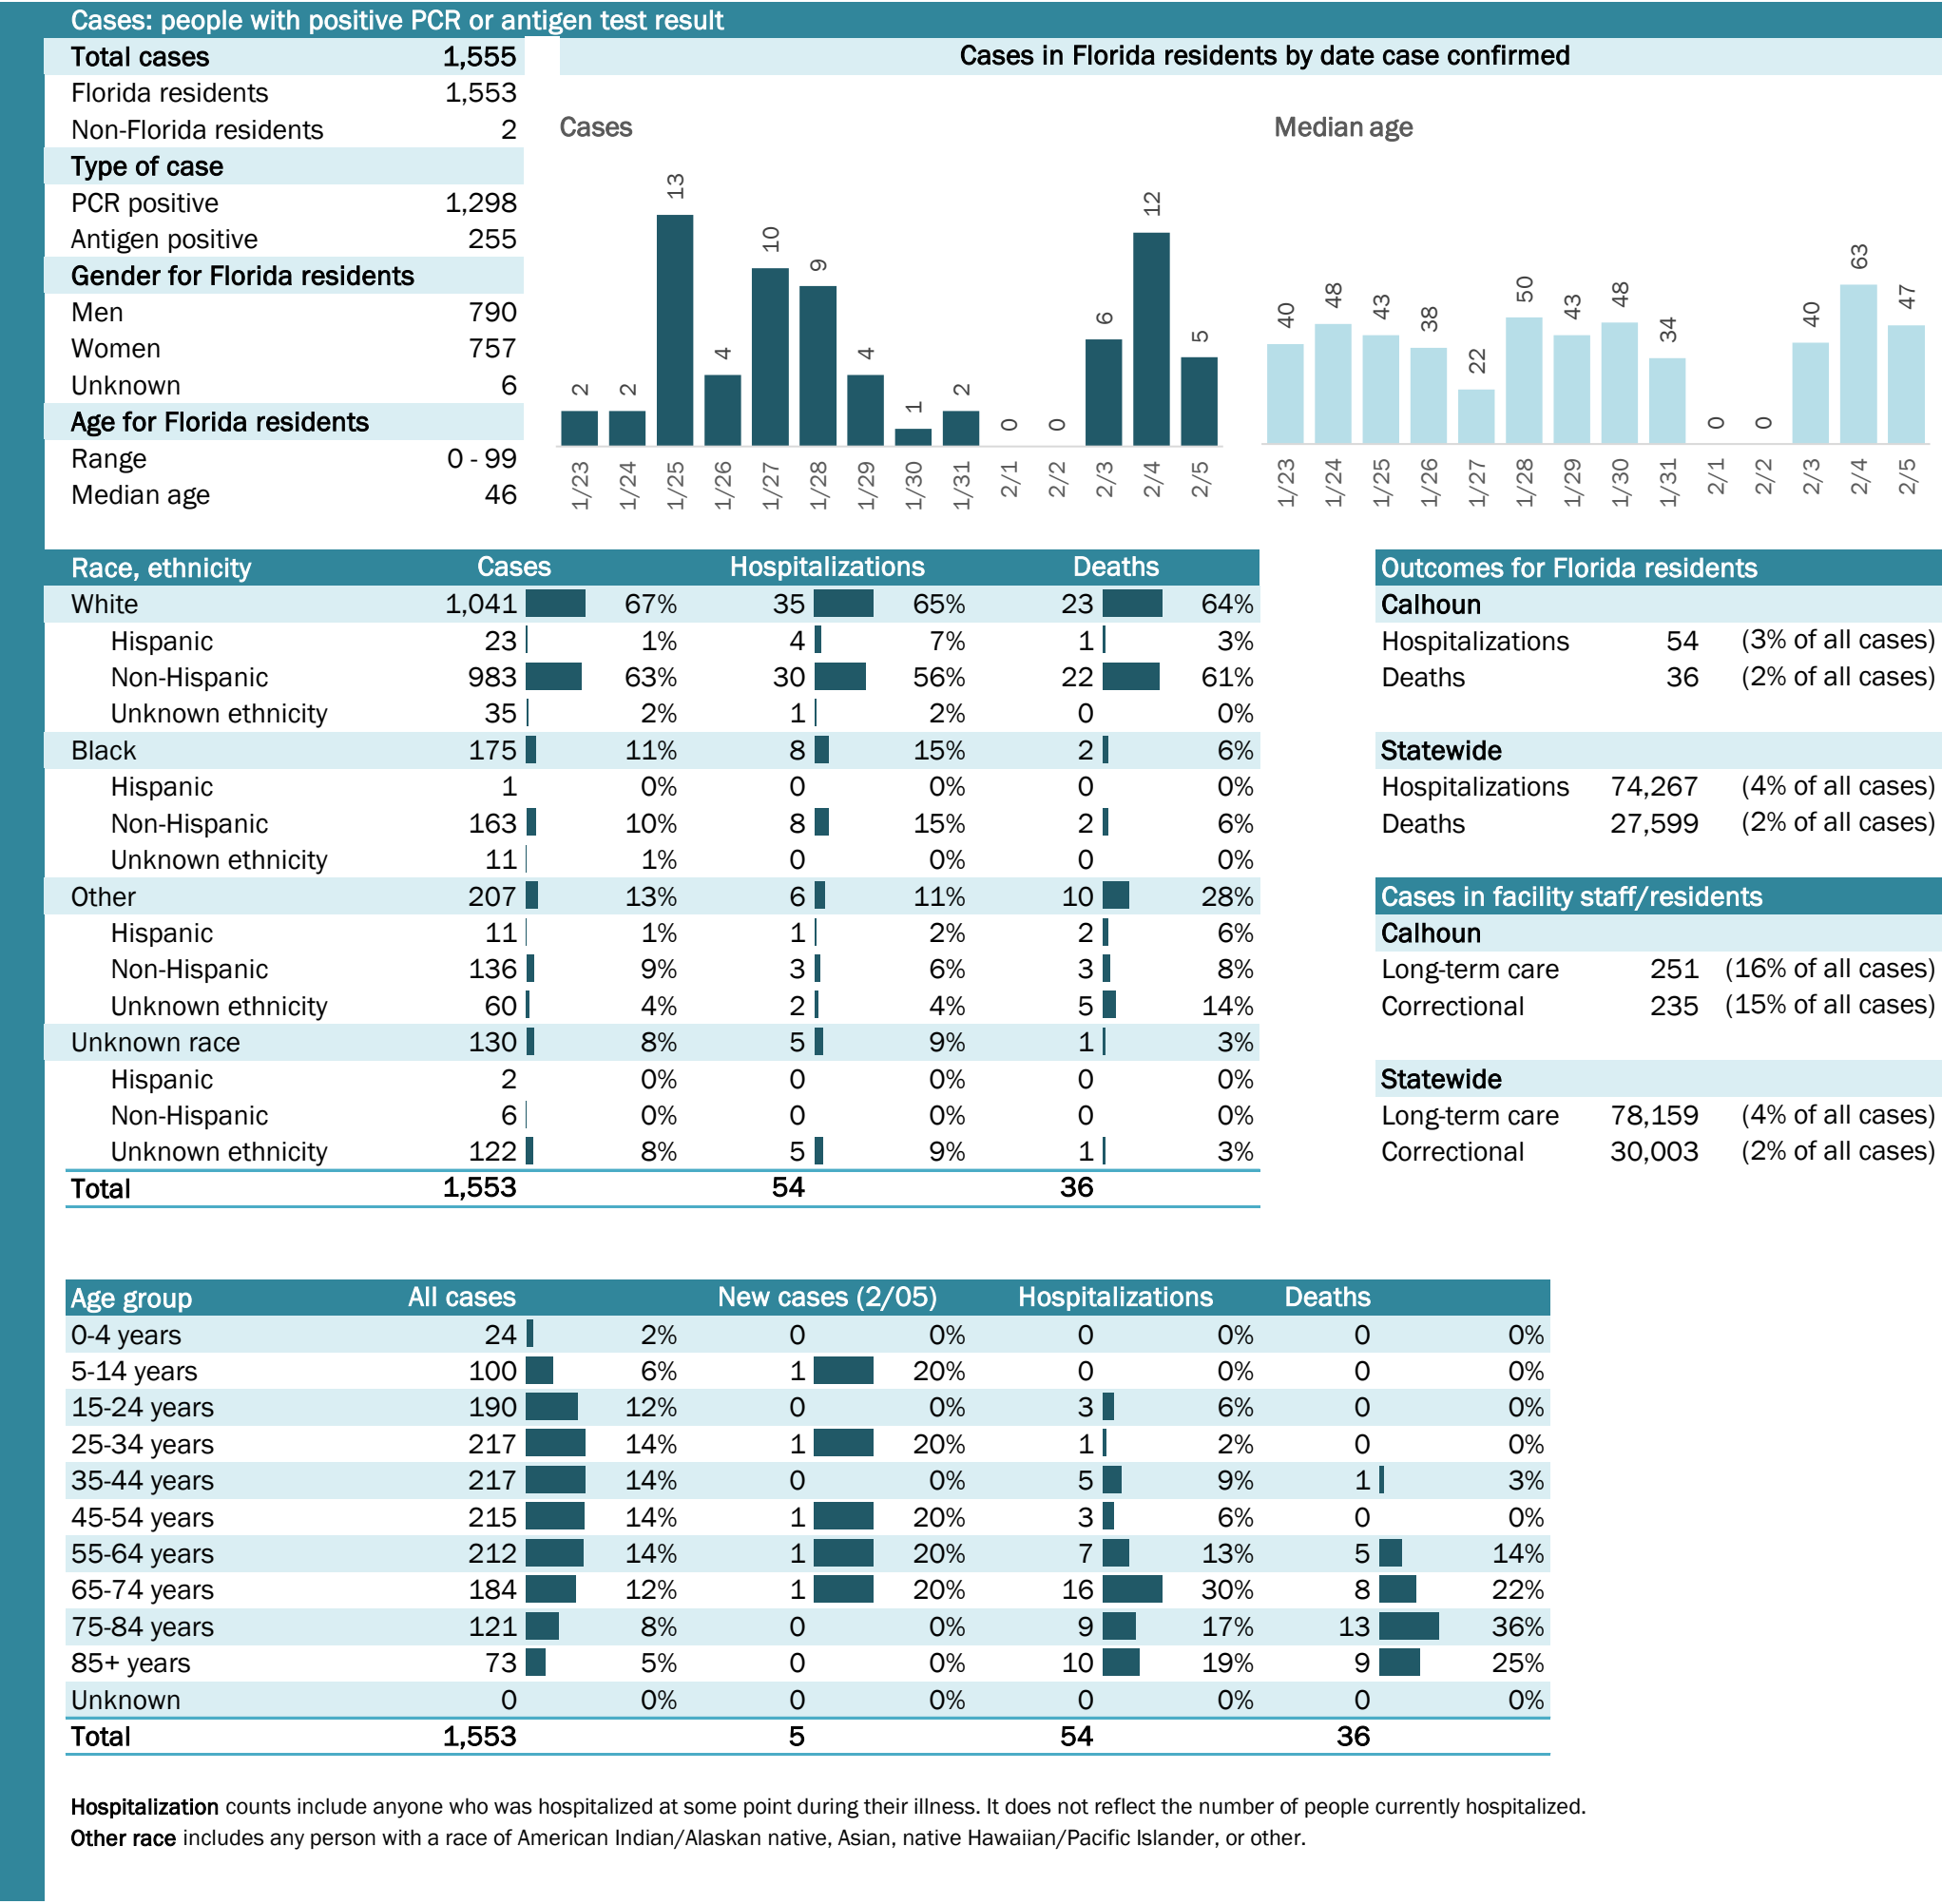 Cases: people with positive PCR or antigen test result
Total cases 1,555
Florida residents 1,553
Non-Florida residents 2
Type of case
PCR positive 1,298
Antigen positive 255
Gender for Florida residents
Men 790
Women 757
Unknown 6
Age for Florida residents
Range 0 - 99
Median age 46
Cases in Florida residents by date case confirmed
Cases
2 2 13 4 10 9 4 1 2 0 0 6 12 5
1/23 1/24 1/25 1/26 1/27 1/28 1/29 1/30 1/31 2/1 2/2 2/3 2/4 2/5
Median age
40 48 43 38 22 50 43 48 34 0 0 40 63 47
1/23 1/24 1/25 1/26 1/27 1/28 1/29 1/30 1/31 2/1 2/2 2/3 2/4 2/5
Race, ethnicity Cases Hospitalizations Deaths
White 1,041 67% 35 65% 23 64%
Hispanic 23 1% 4 7% 1 3%
Non-Hispanic 983 63% 30 56% 22 61%
Unknown ethnicity 35 2% 1 2% 0 0%
Black 175 11% 8 15% 2 6%
Hispanic 1 0% 0 0% 0 0%
Non-Hispanic 163 10% 8 15% 2 6%
Unknown ethnicity 11 1% 0 0% 0 0%
Other 207 13% 6 11% 10 28%
Hispanic 11 1% 1 2% 2 6%
Non-Hispanic 136 9% 3 6% 3 8%
Unknown ethnicity 60 4% 2 4% 5 14%
Unknown race 130 8% 5 9% 1 3%
Hispanic 2 0% 0 0% 0 0%
Non-Hispanic 6 0% 0 0% 0 0%
Unknown ethnicity 122 8% 5 9% 1 3%
Total 1,553 54 36
Outcomes for Florida residents
Calhoun
Hospitalizations 54 (3% of all cases)
Deaths 36 (2% of all cases)
Statewide
Hospitalizations 74,267 (4% of all cases)
Deaths 27,599 (2% of all cases)
Cases in facility staff/residents
Calhoun
Long-term care 251 (16% of all cases)
Correctional 235 (15% of all cases)
Statewide
Long-term care 78,159 (4% of all cases)
Correctional 30,003 (2% of all cases)
Age group All cases New cases (2/05) Hospitalizations Deaths
0-4 years 24 2% 0 0% 0 0% 0 0%
5-14 years 100 6% 1 20% 0 0% 0 0%
15-24 years 190 12% 0 0% 3 6% 0 0%
25-34 years 217 14% 1 20% 1 2% 0 0%
35-44 years 217 14% 0 0% 5 9% 1 3%
45-54 years 215 14% 1 20% 3 6% 0 0%
55-64 years 212 14% 1 20% 7 13% 5 14%
65-74 years 184 12% 1 20% 16 30% 8 22%
75-84 years 121 8% 0 0% 9 17% 13 36%
85+ years 73 5% 0 0% 10 19% 9 25%
Unknown 0 0% 0 0% 0 0% 0 0%
Total 1,553 5 54 36
Hospitalization counts include anyone who was hospitalized at some point during their illness. It does not reflect the number of people currently hospitalized.
Other race includes any person with a race of American Indian/Alaskan native, Asian, native Hawaiian/Pacific Islander, or other.